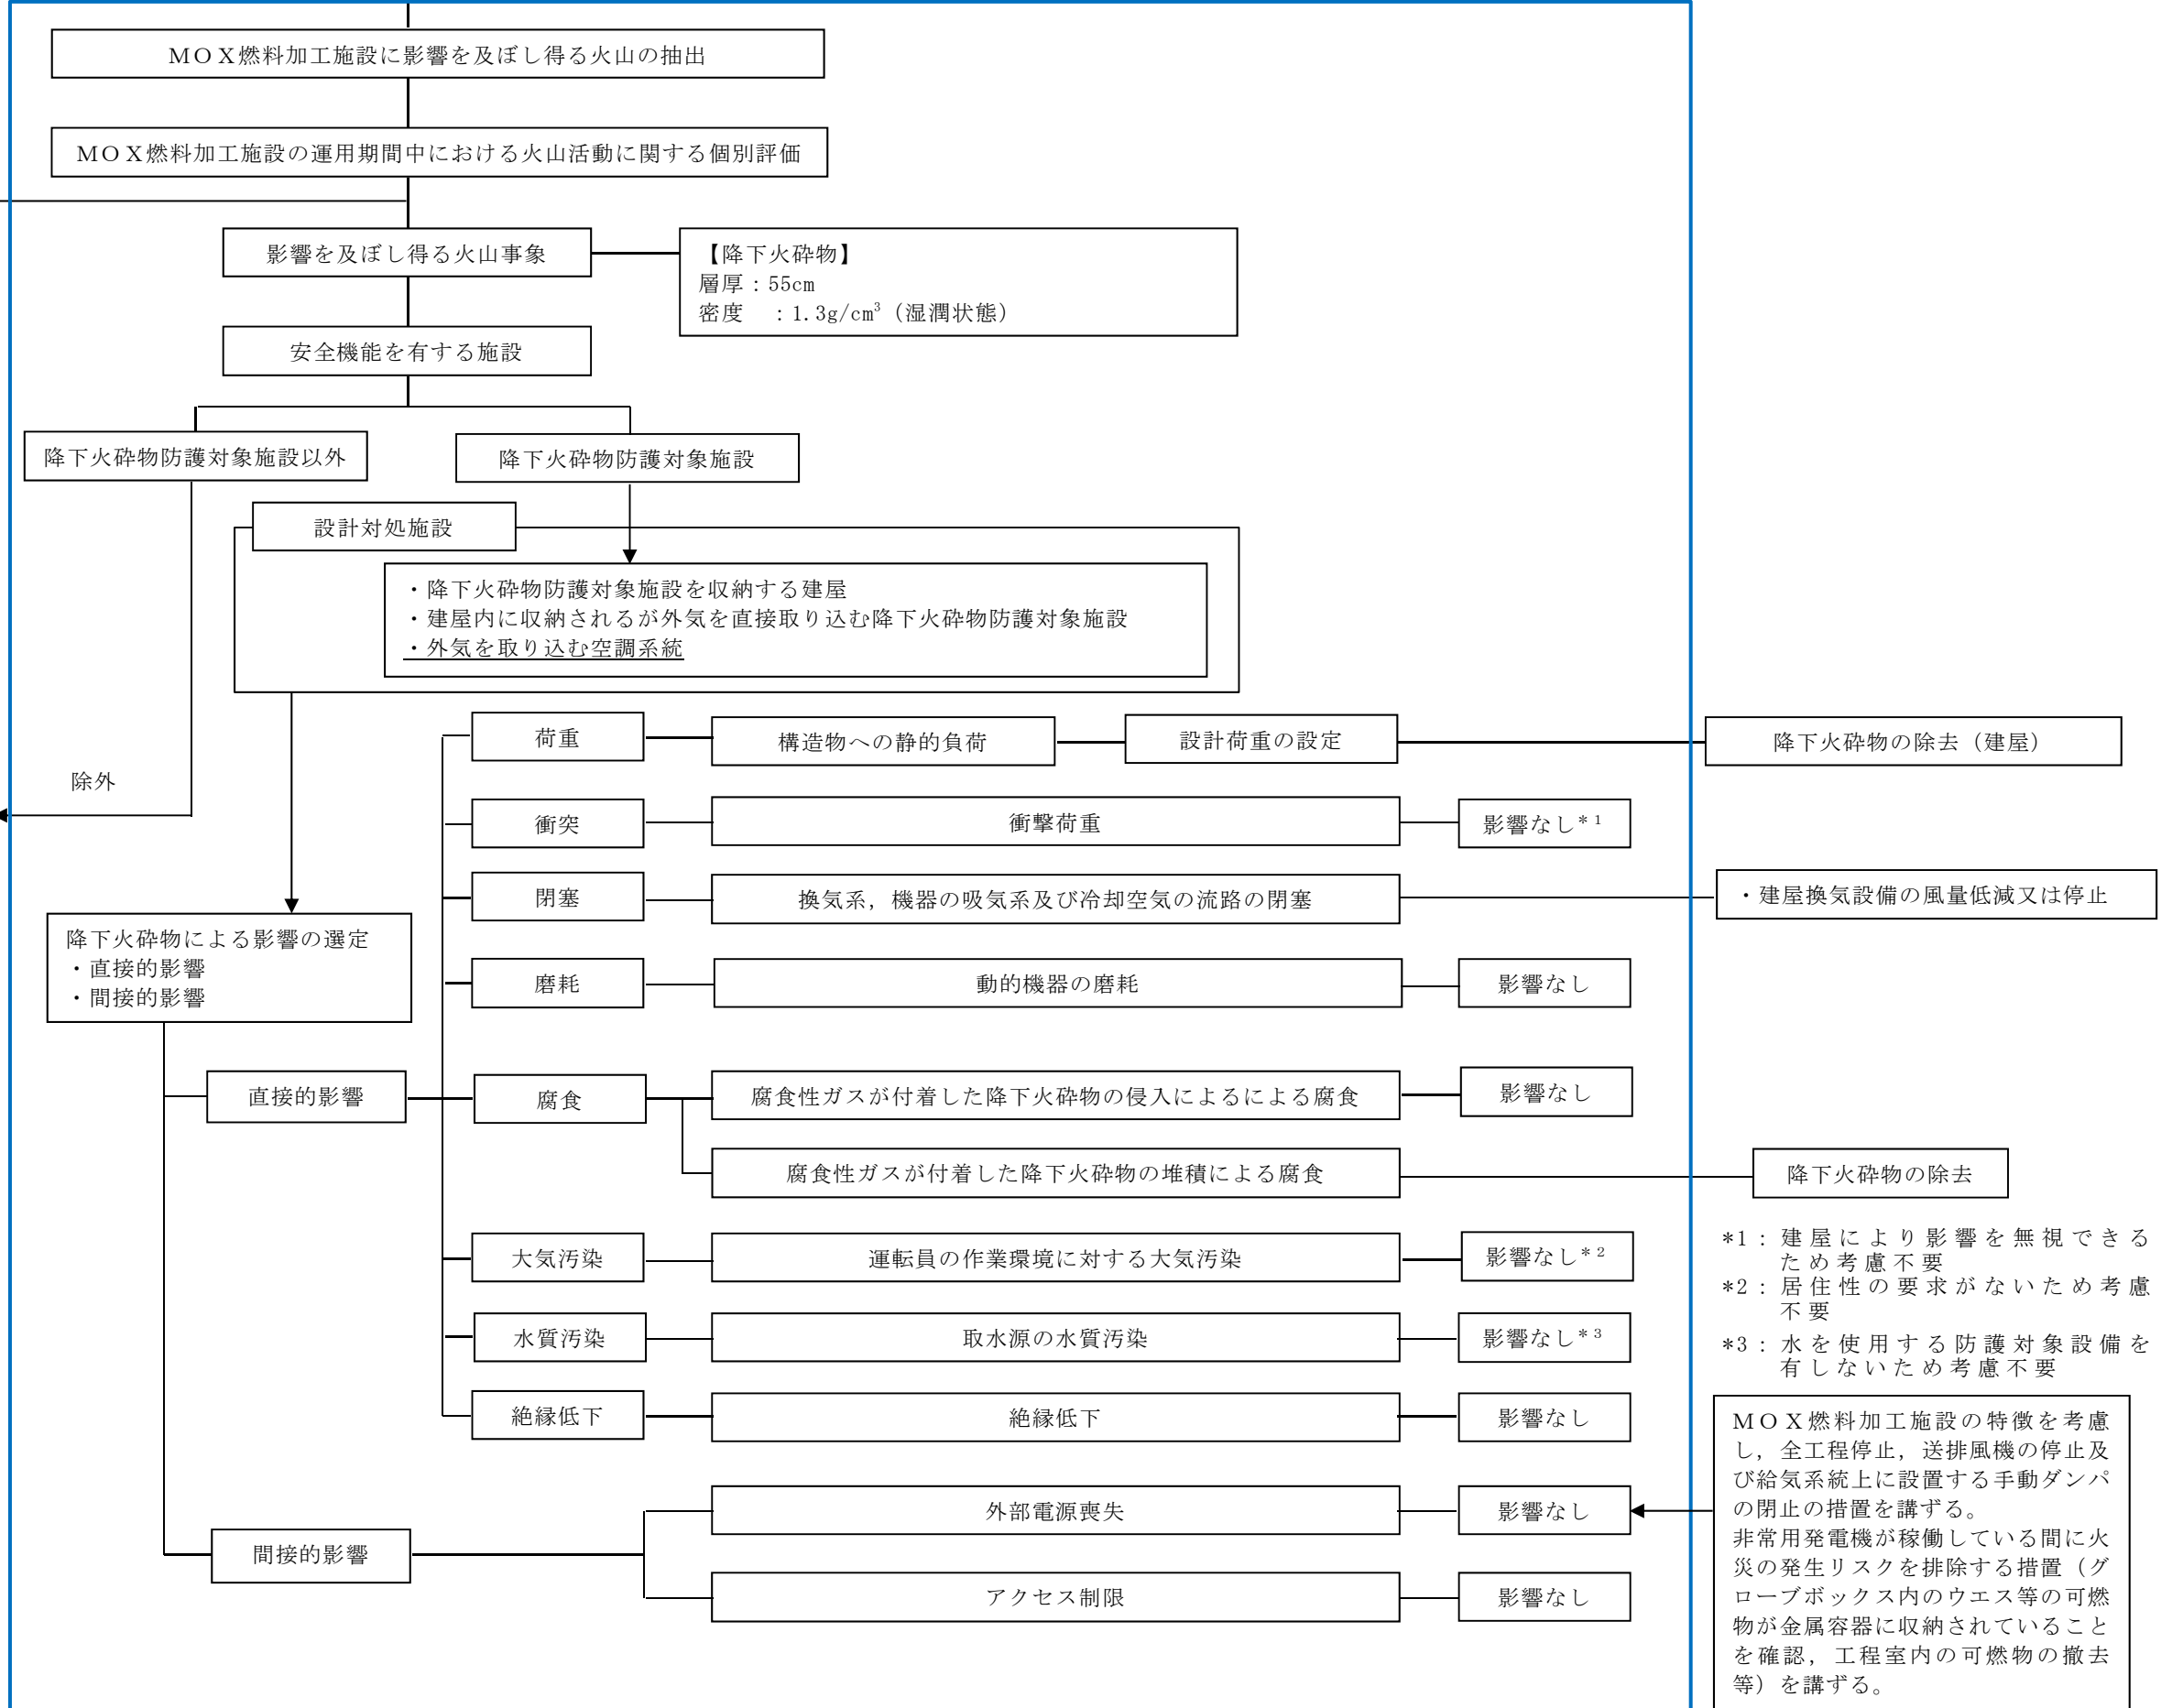 ＭＯＸ燃料加工施設に影響を及ぼし得る火山の抽出
ＭＯＸ燃料加工施設の運用期間中における火山活動に関する個別評価
影響を及ぼし得る火山事象
【降下火砕物】
層厚：55cm
密度　：1.3g/cm³（湿潤状態）
安全機能を有する施設
降下火砕物防護対象施設以外
降下火砕物防護対象施設
設計対処施設
・降下火砕物防護対象施設を収納する建屋
・建屋内に収納されるが外気を直接取り込む降下火砕物防護対象施設
・外気を取り込む空調系統
除外
降下火砕物による影響の選定
・直接的影響
・間接的影響
直接的影響
荷重
構造物への静的負荷
設計荷重の設定
降下火砕物の除去（建屋）
衝突
衝撃荷重
影響なし＊１
閉塞
換気系，機器の吸気系及び冷却空気の流路の閉塞
・建屋換気設備の風量低減又は停止
磨耗
動的機器の磨耗
影響なし
腐食
腐食性ガスが付着した降下火砕物の侵入によるによる腐食
影響なし
腐食性ガスが付着した降下火砕物の堆積による腐食
降下火砕物の除去
大気汚染
運転員の作業環境に対する大気汚染
影響なし＊２
水質汚染
取水源の水質汚染
影響なし＊３
絶縁低下
絶縁低下
影響なし
間接的影響
外部電源喪失
影響なし
アクセス制限
影響なし
*1：建屋により影響を無視できる
ため考慮不要
*2：居住性の要求がないため考慮
不要
*3：水を使用する防護対象設備を
有しないため考慮不要
ＭＯＸ燃料加工施設の特徴を考慮
し，全工程停止，送排風機の停止及
び給気系統上に設置する手動ダンパ
の閉止の措置を講ずる。
非常用発電機が稼働している間に火
災の発生リスクを排除する措置（グ
ローブボックス内のウエス等の可燃
物が金属容器に収納されていること
を確認，工程室内の可燃物の撤去
等）を講ずる。